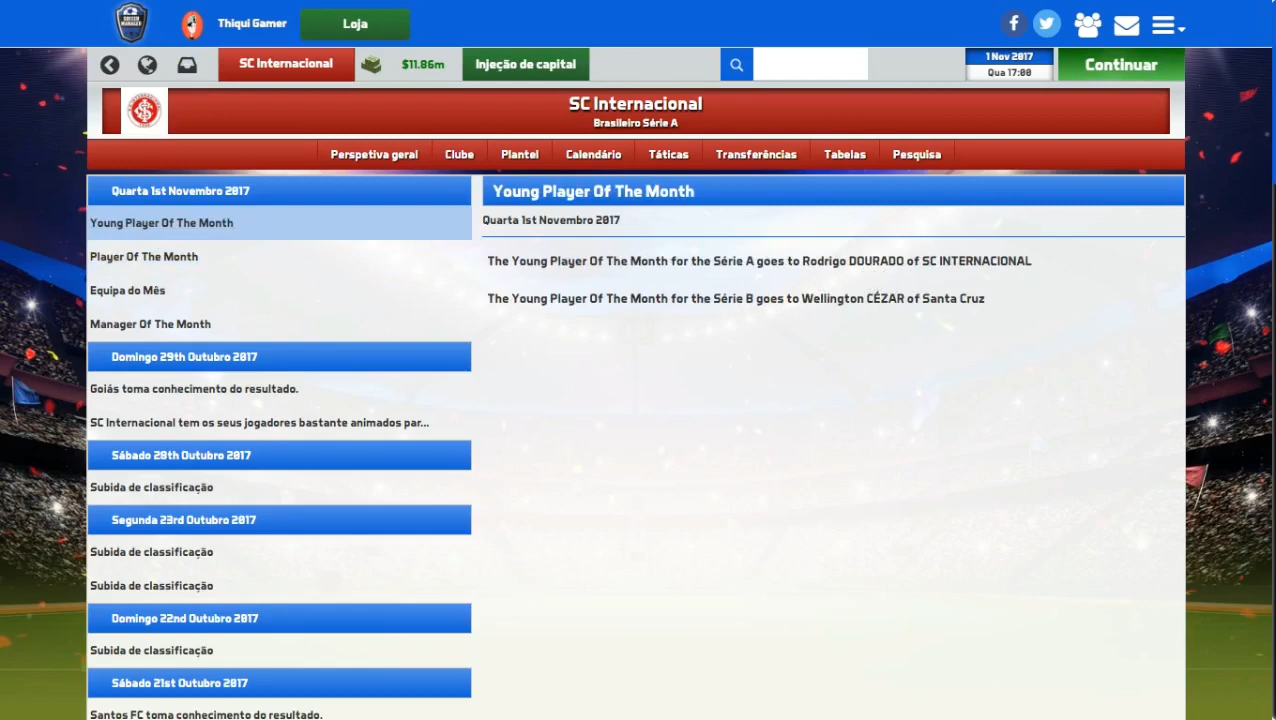 SOCCER MANAGER
Thiqui Gamer
Loja
SC Internacional
$11.86m
Injeção de capital
1 Nov 2017
Qua 17:00
Continuar
SC Internacional
Brasileiro Série A
Perspetiva geral
Clube
Plantel
Calendário
Táticas
Transferências
Tabelas
Pesquisa
Quarta 1st Novembro 2017
Young Player Of The Month
Player Of The Month
Equipa do Mês
Manager Of The Month
Domingo 29th Outubro 2017
Goiás toma conhecimento do resultado.
SC Internacional tem os seus jogadores bastante animados par...
Sábado 28th Outubro 2017
Subida de classificação
Segunda 23rd Outubro 2017
Subida de classificação
Subida de classificação
Domingo 22nd Outubro 2017
Subida de classificação
Sábado 21st Outubro 2017
Santos FC toma conhecimento do resultado.
Young Player Of The Month
Quarta 1st Novembro 2017
The Young Player Of The Month for the Série A goes to Rodrigo DOURADO of SC INTERNACIONAL
The Young Player Of The Month for the Série B goes to Wellington CÉZAR of Santa Cruz